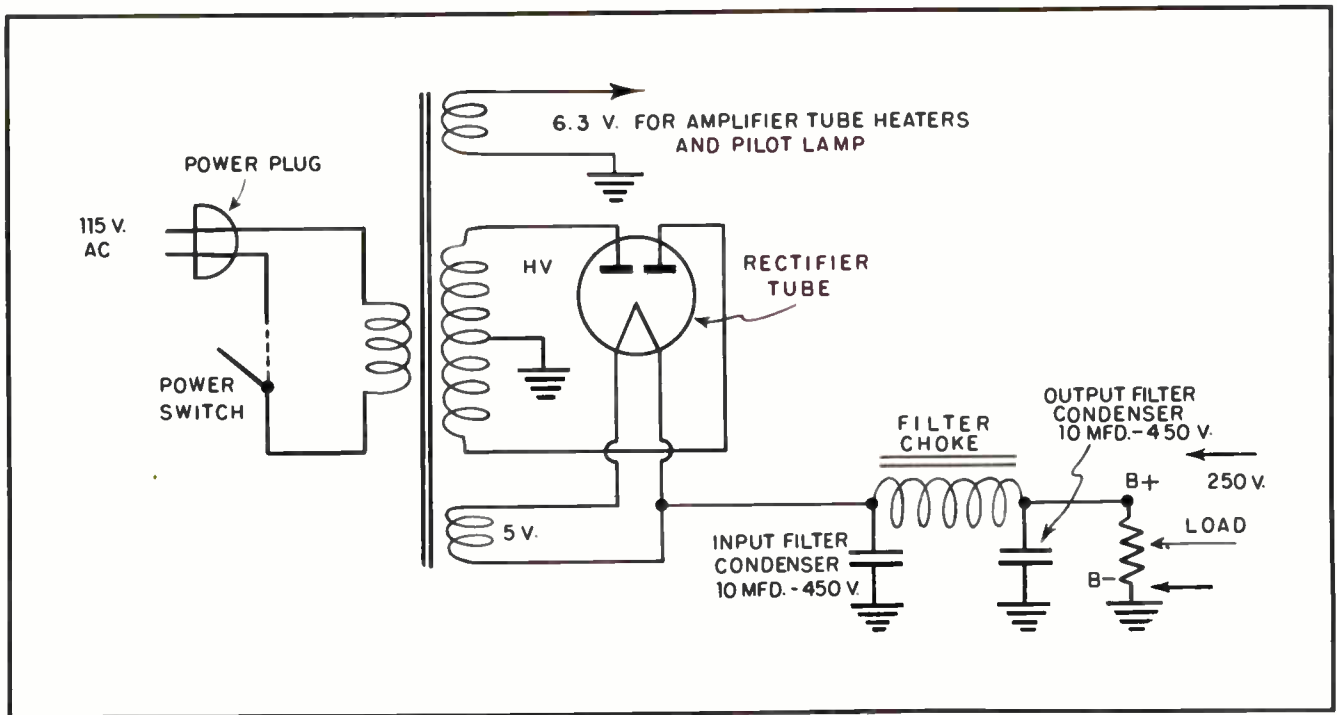 6.3 V. FOR AMPLIFIER TUBE HEATERS
AND PILOT LAMP
POWER PLUG
115 V.
AC
HV
RECTIFIER
TUBE
POWER
SWITCH
5 V.
FILTER
CHOKE
OUTPUT FILTER
CONDENSER
10 MFD.-450 V.
B+
250 V.
LOAD
INPUT FILTER
CONDENSER
10 MFD.-450 V.
B-